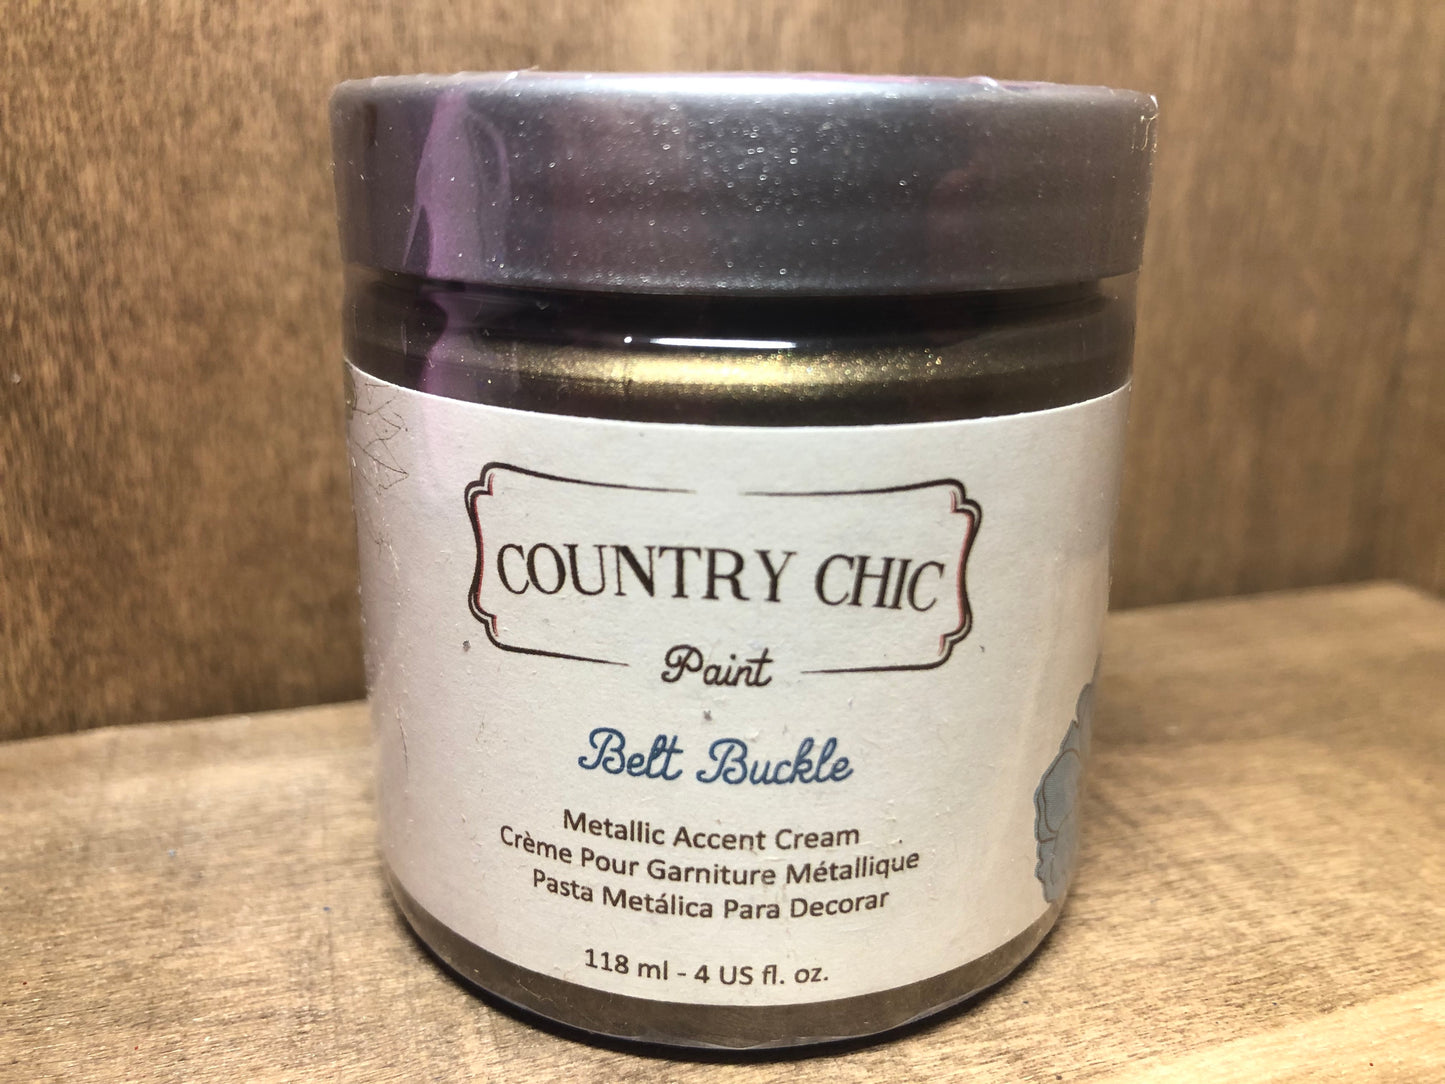 COUNTRY CHIC
Paint
Belt Buckle
Metallic Accent Cream
Crème Pour Garniture Métallique
Pasta Metálica Para Decorar
118 ml - 4 US fl. oz.